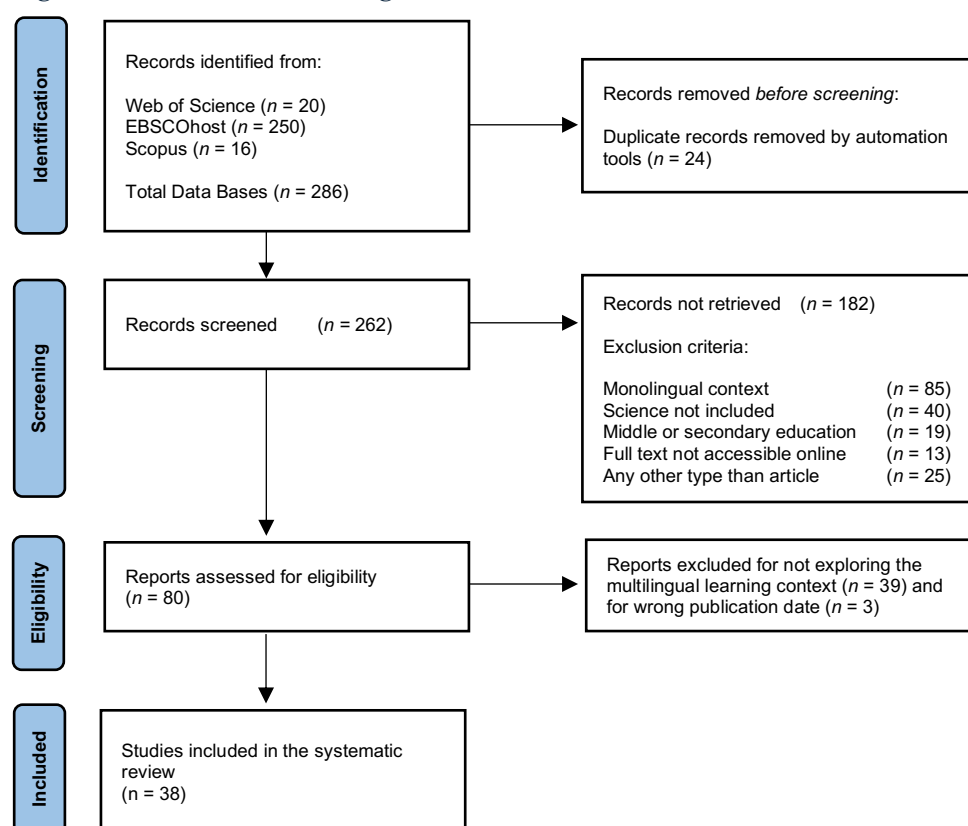 Identification
Records identified from:
Web of Science (n = 20)
EBSCOhost (n = 250)
Scopus (n = 16)
Total Data Bases (n = 286)
Records removed before screening:
Duplicate records removed by automation
tools (n = 24)
Screening
Records screened (n = 262)
Records not retrieved (n = 182)
Exclusion criteria:
Monolingual context (n = 85)
Science not included (n = 40)
Middle or secondary education (n = 19)
Full text not accessible online (n = 13)
Any other type than article (n = 25)
Eligibility
Reports assessed for eligibility
(n = 80)
Reports excluded for not exploring the
multilingual learning context (n = 39) and
for wrong publication date (n = 3)
Included
Studies included in the systematic
review
(n = 38)